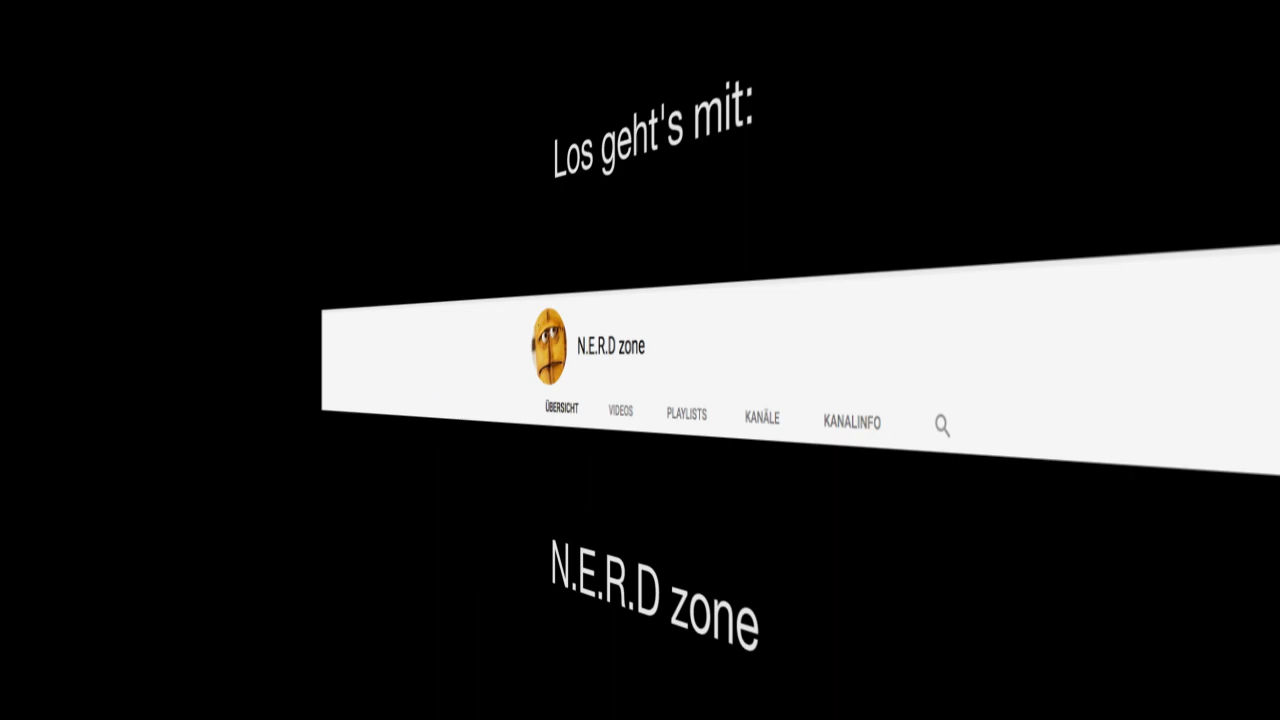 Los geht's mit:
N.E.R.D zone
ÜBERSICHT VIDEOS PLAYLISTS KANÄLE KANALINFO
N.E.R.D zone